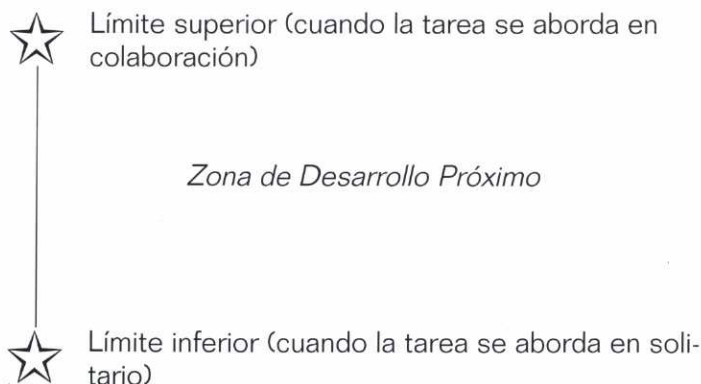 Límite superior (cuando la tarea se aborda en
colaboración)
Zona de Desarrollo Próximo
Límite inferior (cuando la tarea se aborda en soli-
tario)